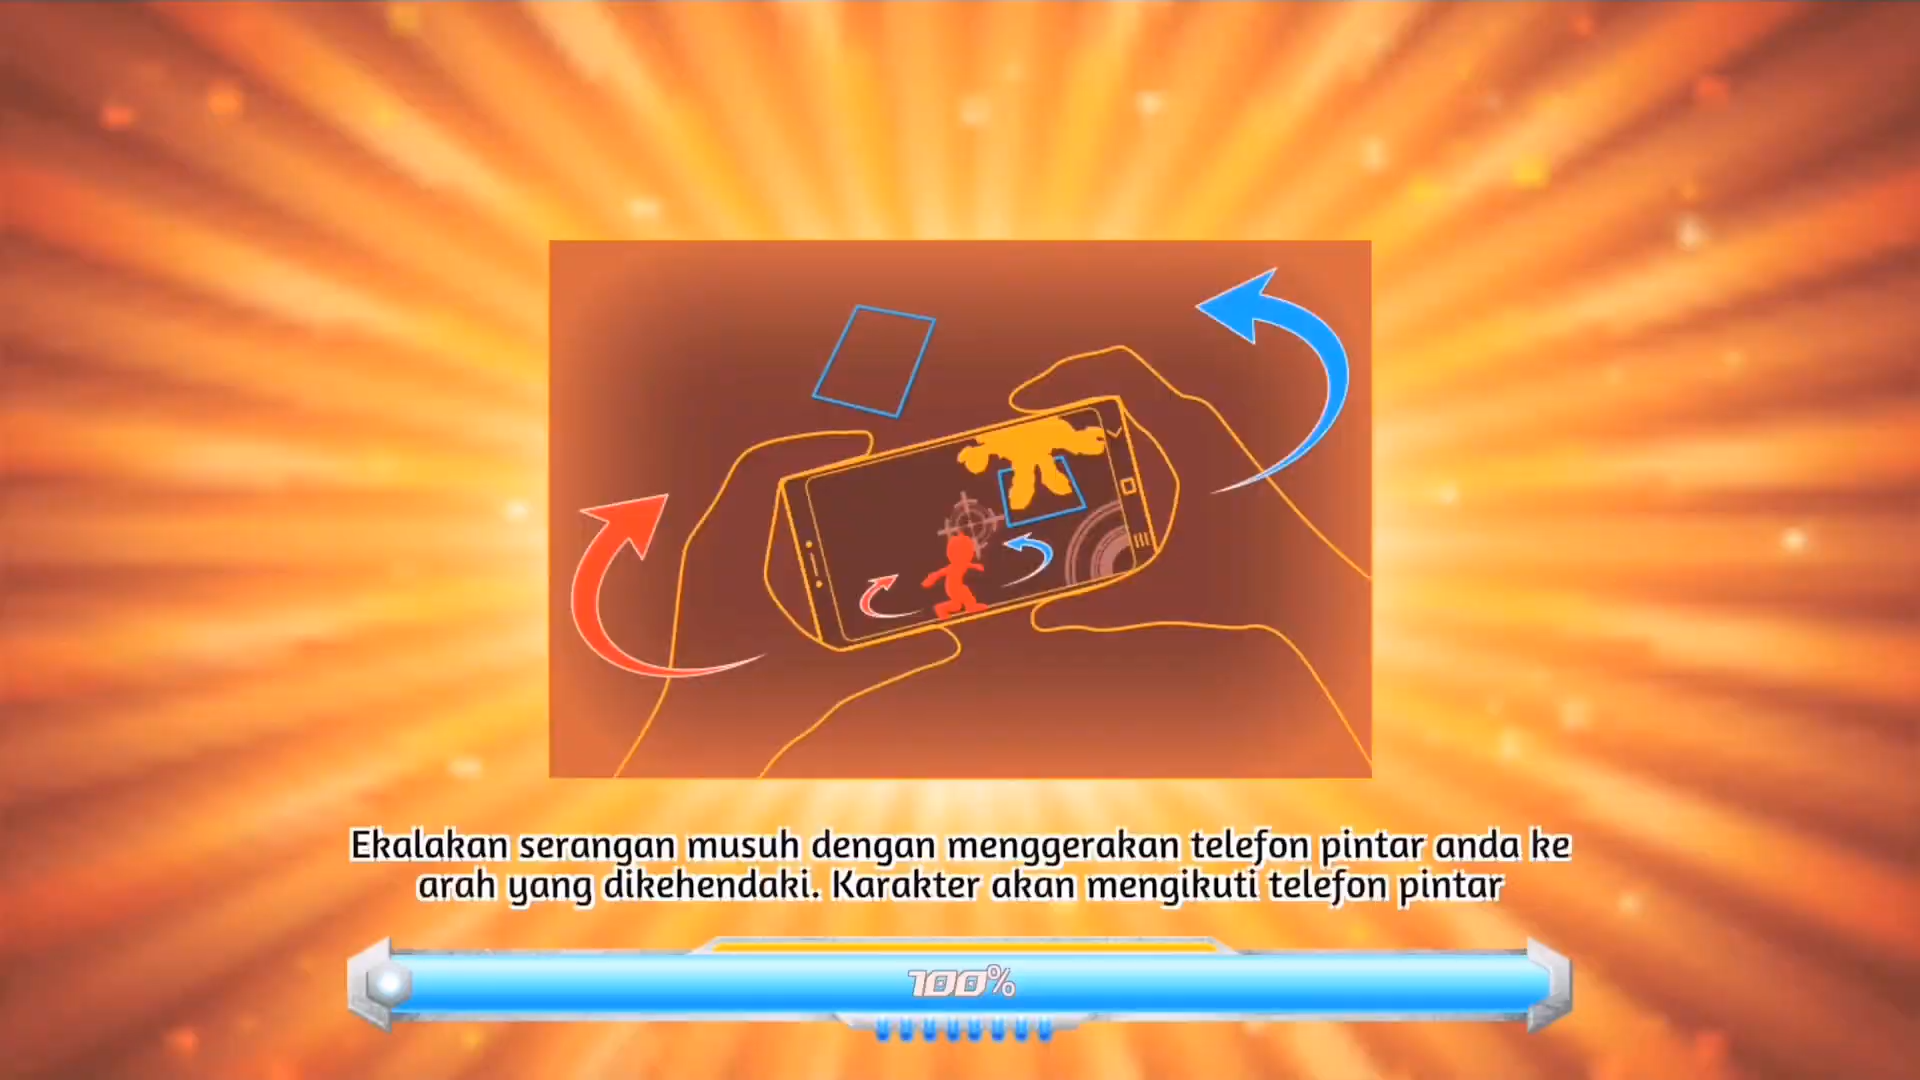 Ekalakan serangan musuh dengan menggerakan telefon pintar anda ke
arah yang dikehendaki. Karakter akan mengikuti telefon pintar
100%